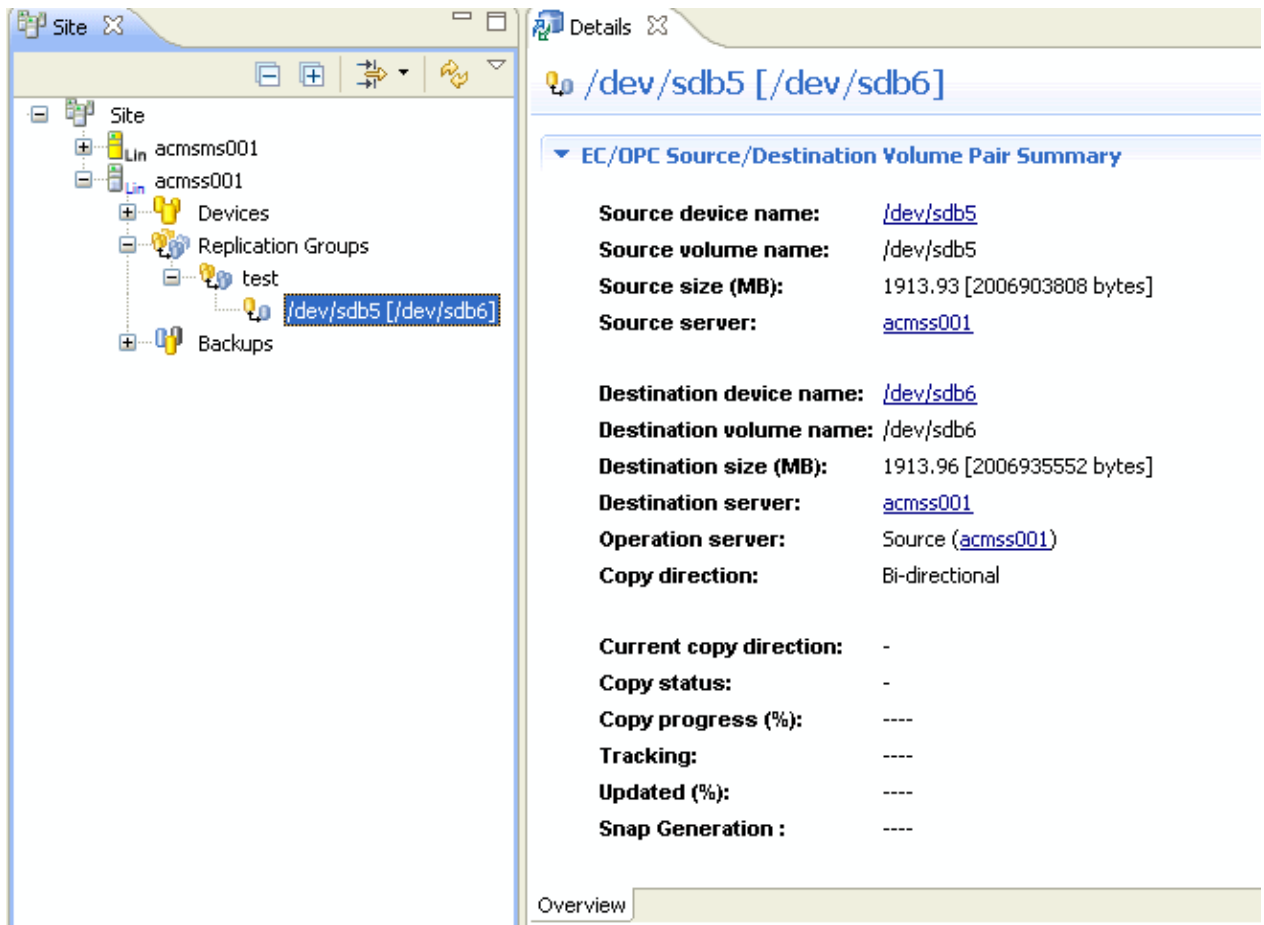 Site
Site
Lin acmsms001
Lin acmss001
Devices
Replication Groups
test
/dev/sdb5 [/dev/sdb6]
Backups
Details
/dev/sdb5 [/dev/sdb6]
EC/OPC Source/Destination Volume Pair Summary
Source device name: /dev/sdb5
Source volume name: /dev/sdb5
Source size (MB): 1913.93 [2006903808 bytes]
Source server: acmss001
Destination device name: /dev/sdb6
Destination volume name: /dev/sdb6
Destination size (MB): 1913.96 [2006935552 bytes]
Destination server: acmss001
Operation server: Source (acmss001)
Copy direction: Bi-directional
Current copy direction: -
Copy status: -
Copy progress (%): ----
Tracking: ----
Updated (%): ----
Snap Generation : ----
Overview